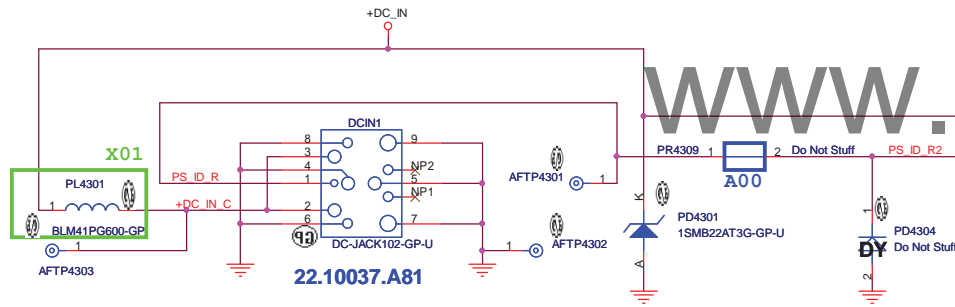 +DC_IN
www.
DCIN1
X01
8
9
3
4
NP2
PR4309
1
2
Do Not Stuff
PS_ID_R2
PL4301
PS_ID_R
1
5
AFTP4301
1
A00
NP1
K
1
+DC_IN_C
2
PD4301
1SMB22AT3G-GP-U
PD4304
BLM41PG600-GP
6
7
1
AFTP4302
DY
Do Not Stuff
GP
DC-JACK102-GP-U
1
AFTP4303
A
2
22.10037.A81